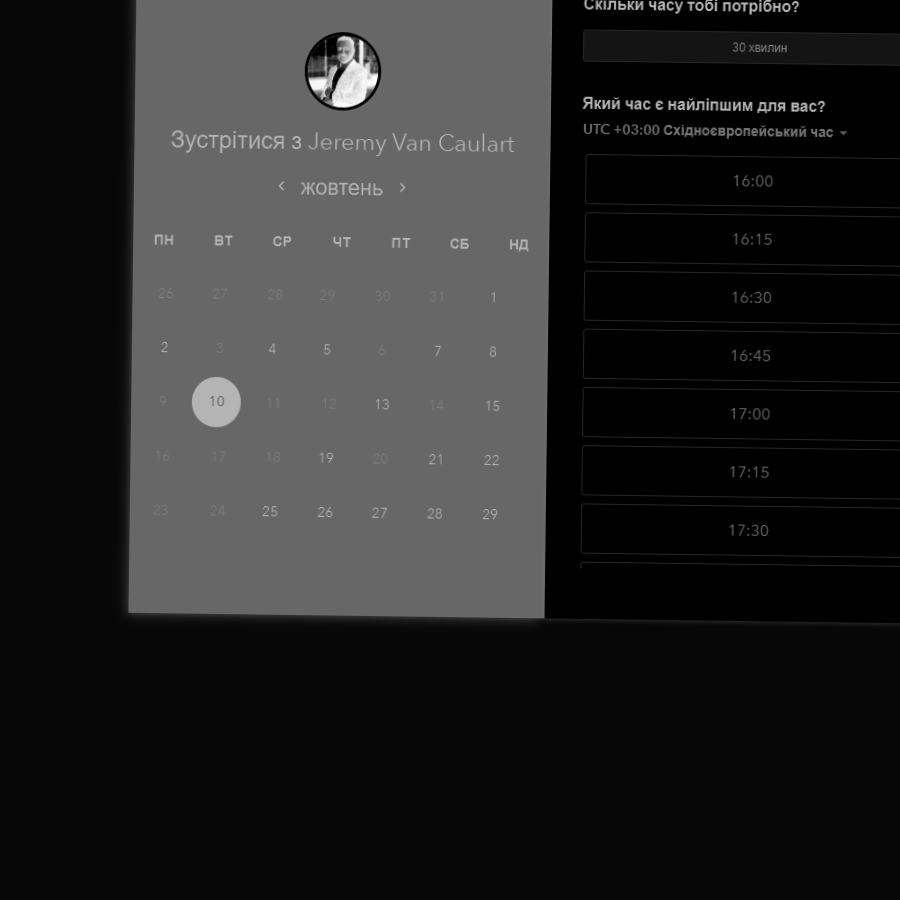 Зустрітися з Jeremy Van Caulart
жовтень
ПН ВТ СР ЧТ ПТ СБ НД
26 27 28 29 30 31 1
2 3 4 5 6 7 8
9 10 11 12 13 14 15
16 17 18 19 20 21 22
23 24 25 26 27 28 29
Скільки часу тобі потрібно?
30 хвилин
Який час є найліпшим для вас?
UTC +03:00 Східноєвропейський час
16:00
16:15
16:30
16:45
17:00
17:15
17:30